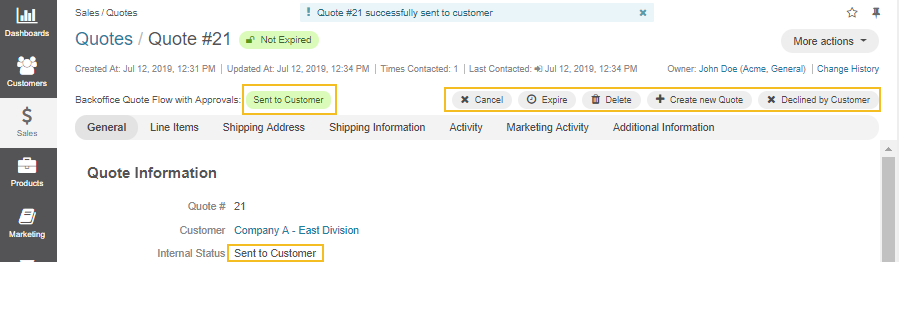 Sales / Quotes
Quote #21 successfully sent to customer
Dashboards
Quotes / Quote #21 Not Expired
More actions
Created At: Jul 12, 2019, 12:31 PM | Updated At: Jul 12, 2019, 12:34 PM | Times Contacted: 1 | Last Contacted: Jul 12, 2019, 12:34 PM
Owner: John Doe (Acme, General) | Change History
Customers
Backoffice Quote Flow with Approvals: Sent to Customer
Cancel Expire Delete Create new Quote Declined by Customer
Sales
General Line Items Shipping Address Shipping Information Activity Marketing Activity Additional Information
Products
Quote Information
Quote # 21
Marketing
Customer Company A - East Division
Internal Status Sent to Customer